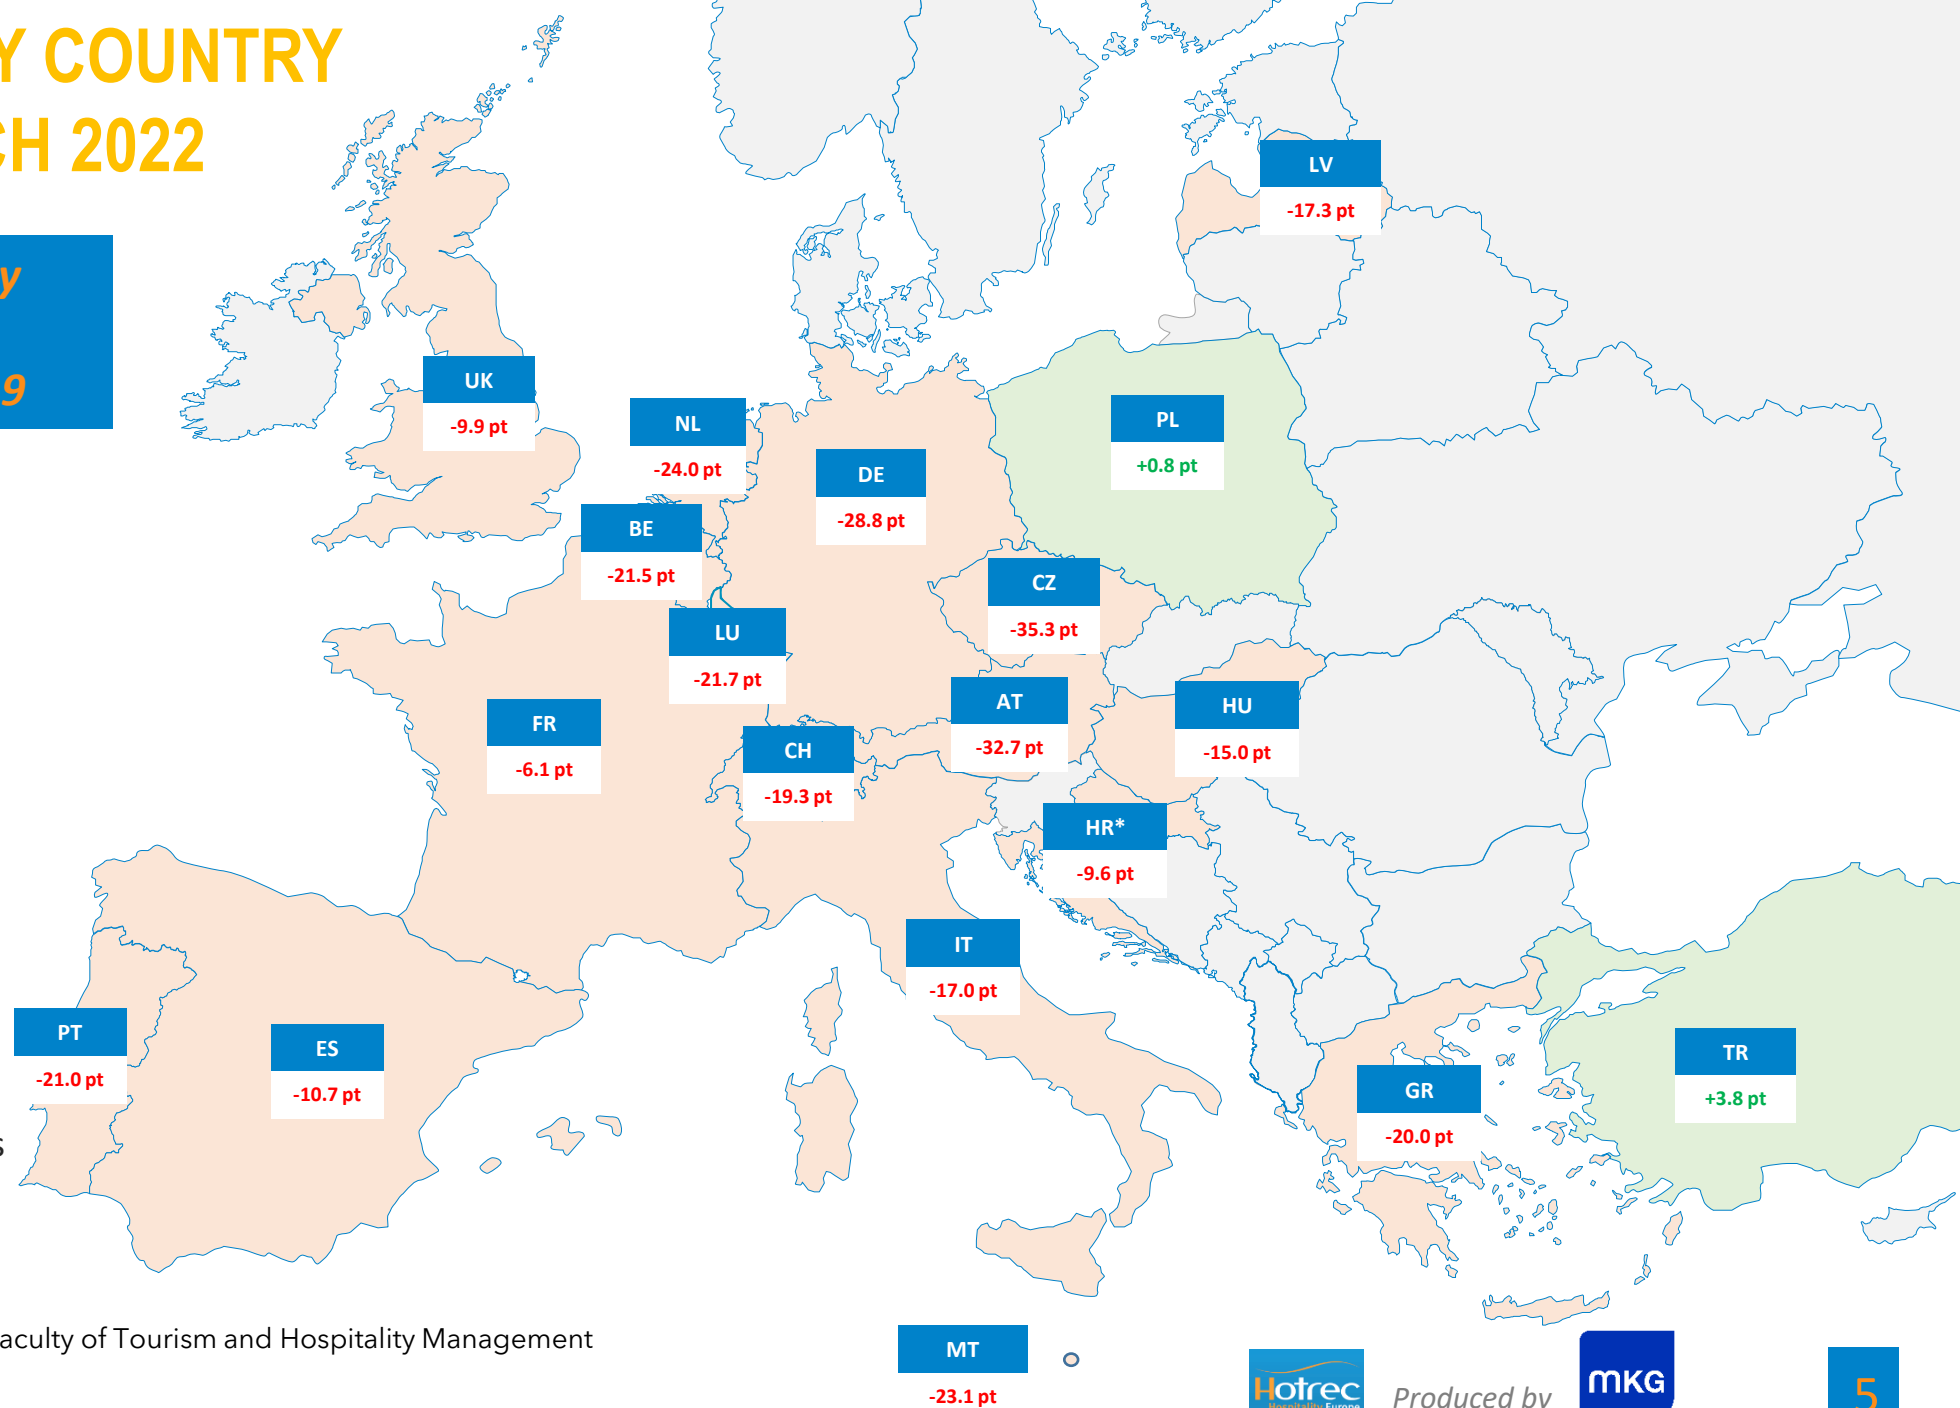 Y COUNTRY
CH 2022
y
9
LV
-17.3 pt
UK
-9.9 pt
NL
-24.0 pt
PL
+0.8 pt
DE
-28.8 pt
BE
-21.5 pt
CZ
-35.3 pt
LU
-21.7 pt
AT
-32.7 pt
HU
-15.0 pt
FR
-6.1 pt
CH
-19.3 pt
HR*
-9.6 pt
IT
-17.0 pt
PT
-21.0 pt
ES
-10.7 pt
TR
+3.8 pt
GR
-20.0 pt
s
aculty of Tourism and Hospitality Management
MT
-23.1 pt
Hotrec
Hospitality Europe
Produced by
MKG
5